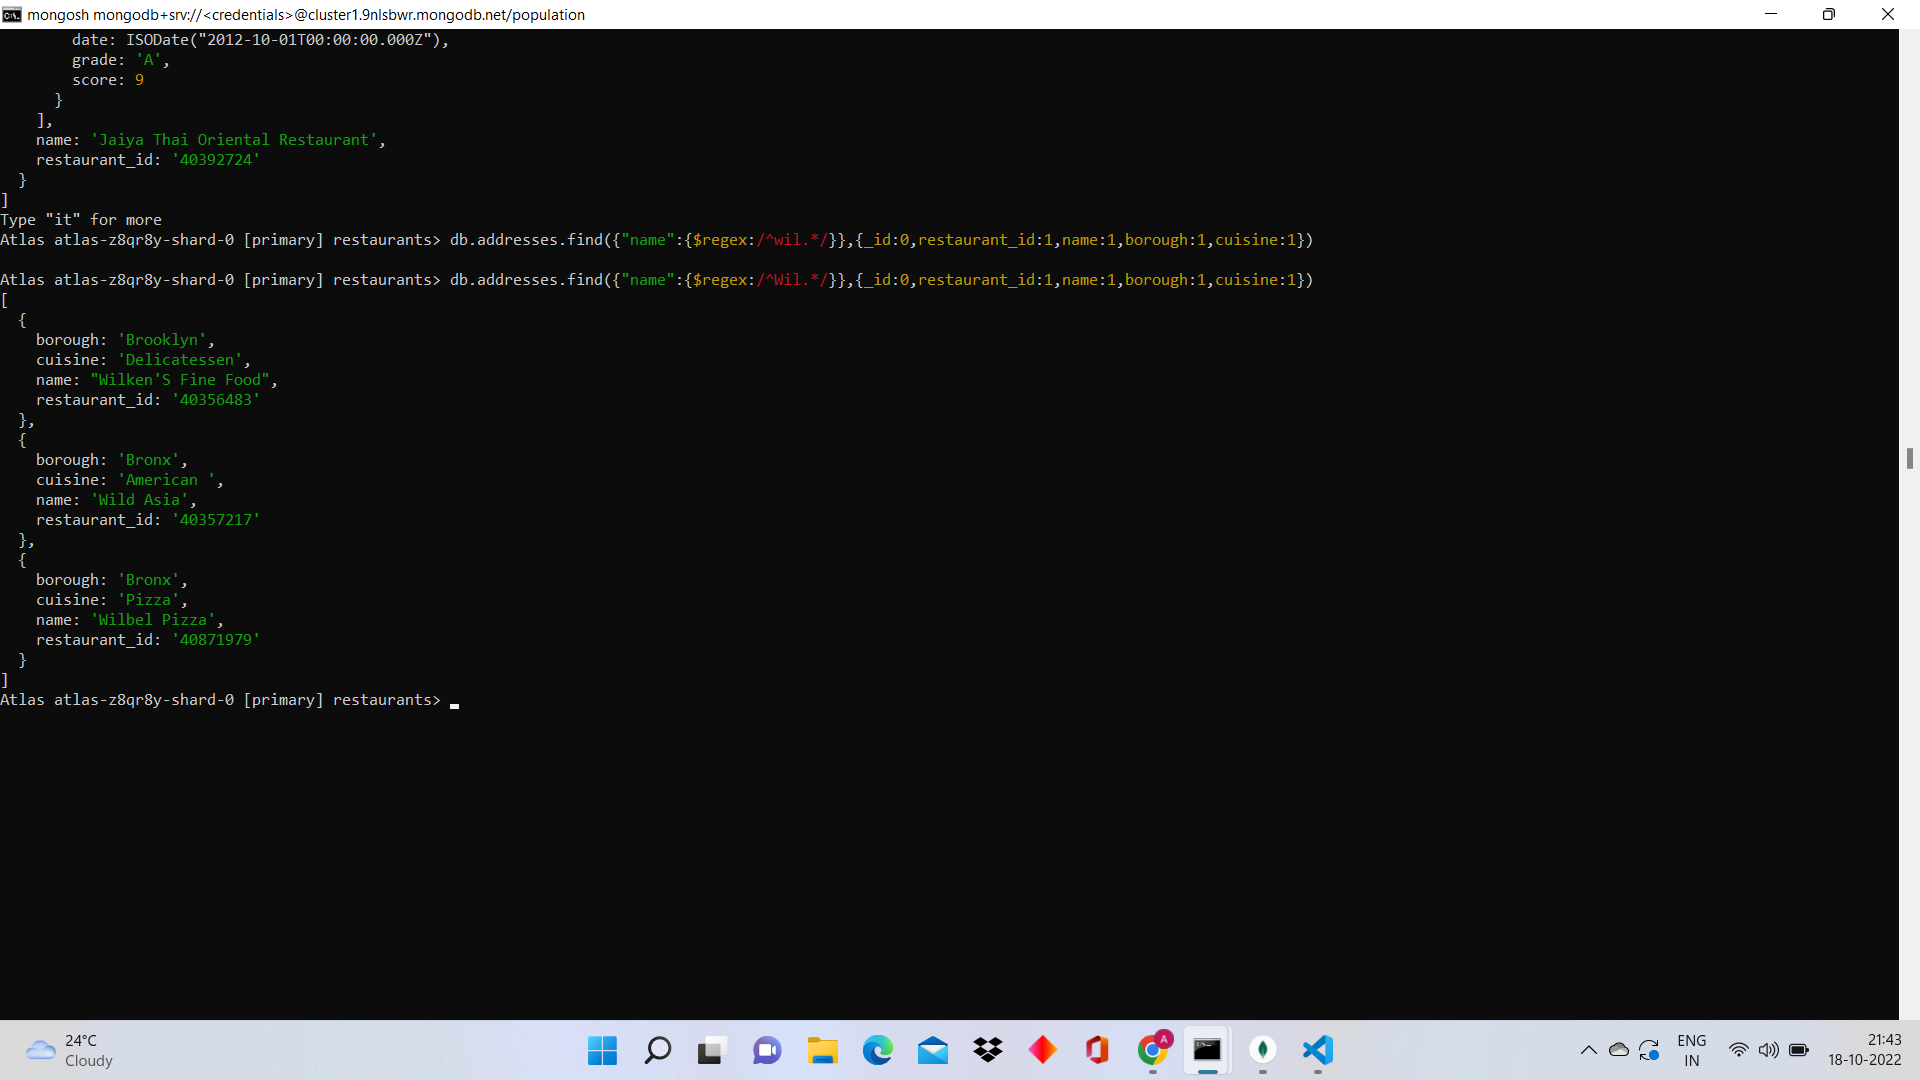 mongosh mongodb+srv://<credentials>@cluster1.9nlsbwr.mongodb.net/population
date: ISODate("2012-10-01T00:00:00.000Z"),
grade: 'A',
score: 9
}
],
name: 'Jaiya Thai Oriental Restaurant',
restaurant_id: '40392724'
}
]
Type "it" for more
Atlas atlas-z8qr8y-shard-0 [primary] restaurants> db.addresses.find({"name":{$regex:/^wil.*/}},{_id:0,restaurant_id:1,name:1,borough:1,cuisine:1})
Atlas atlas-z8qr8y-shard-0 [primary] restaurants> db.addresses.find({"name":{$regex:/^Wil.*/}},{_id:0,restaurant_id:1,name:1,borough:1,cuisine:1})
[
{
borough: 'Brooklyn',
cuisine: 'Delicatessen',
name: "Wilken'S Fine Food",
restaurant_id: '40356483'
},
{
borough: 'Bronx',
cuisine: 'American ',
name: 'Wild Asia',
restaurant_id: '40357217'
},
{
borough: 'Bronx',
cuisine: 'Pizza',
name: 'Wilbel Pizza',
restaurant_id: '40871979'
}
]
Atlas atlas-z8qr8y-shard-0 [primary] restaurants>
24°C
Cloudy
A
ENG
IN
21:43
18-10-2022